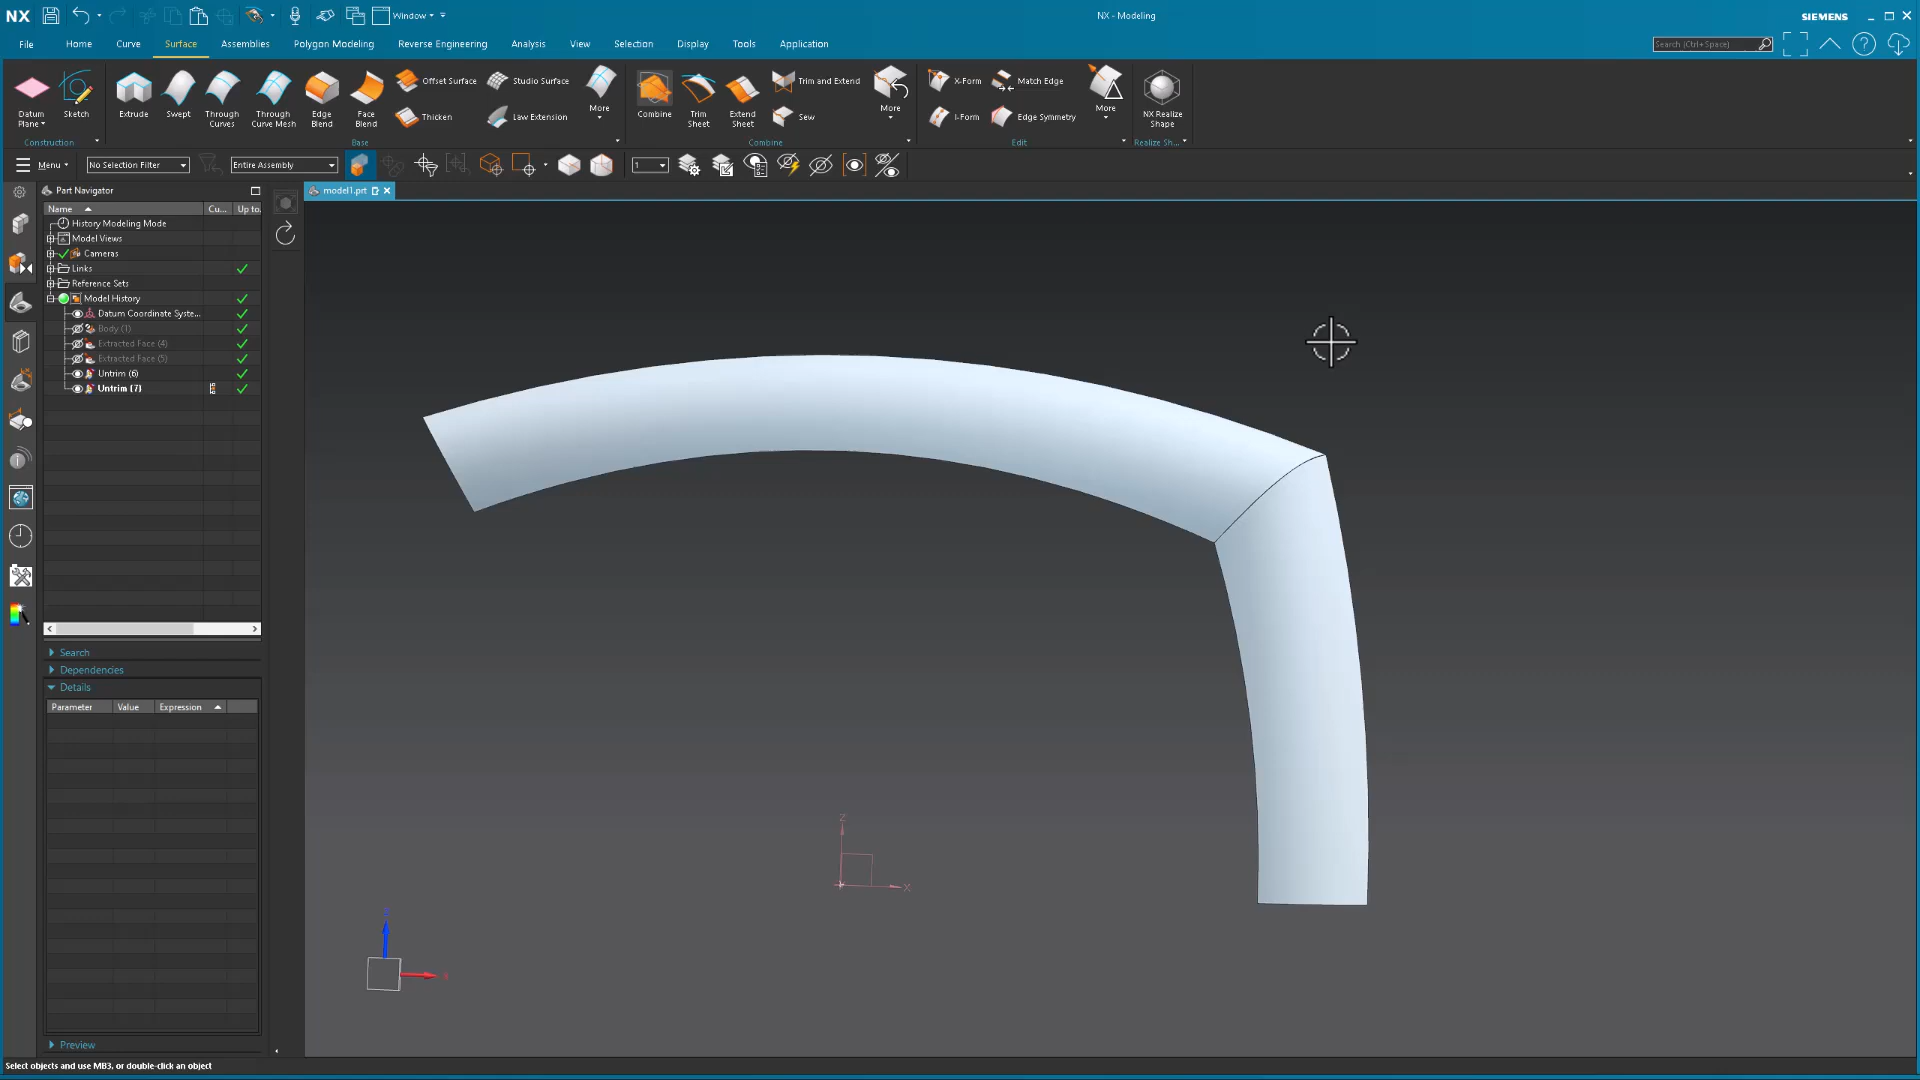 NX
Window
NX - Modeling
SIEMENS
File
Home
Curve
Surface
Assemblies
Polygon Modeling
Reverse Engineering
Analysis
View
Selection
Display
Tools
Application
Search (Ctrl+Space)
Datum
Plane
Sketch
Construction
Extrude
Swept
Through
Curves
Through
Curve Mesh
Edge
Blend
Face
Blend
Offset Surface
Thicken
Studio Surface
Law Extension
More
Base
Combine
Trim
Sheet
Extend
Sheet
Trim and Extend
Sew
More
Combine
X-Form
I-Form
Match Edge
Edge Symmetry
More
Edit
NX Realize
Shape
Realize Sh...
Menu
No Selection Filter
Entire Assembly
1
Part Navigator
model1.prt
Name
Cu...
Up to.
History Modeling Mode
Model Views
Cameras
Links
Reference Sets
Model History
Datum Coordinate Syste...
Body (1)
Extracted Face (4)
Extracted Face (5)
Untrim (6)
Untrim (7)
Search
Dependencies
Details
Parameter
Value
Expression
Z
X
Preview
Select objects and use MB3, or double-click an object